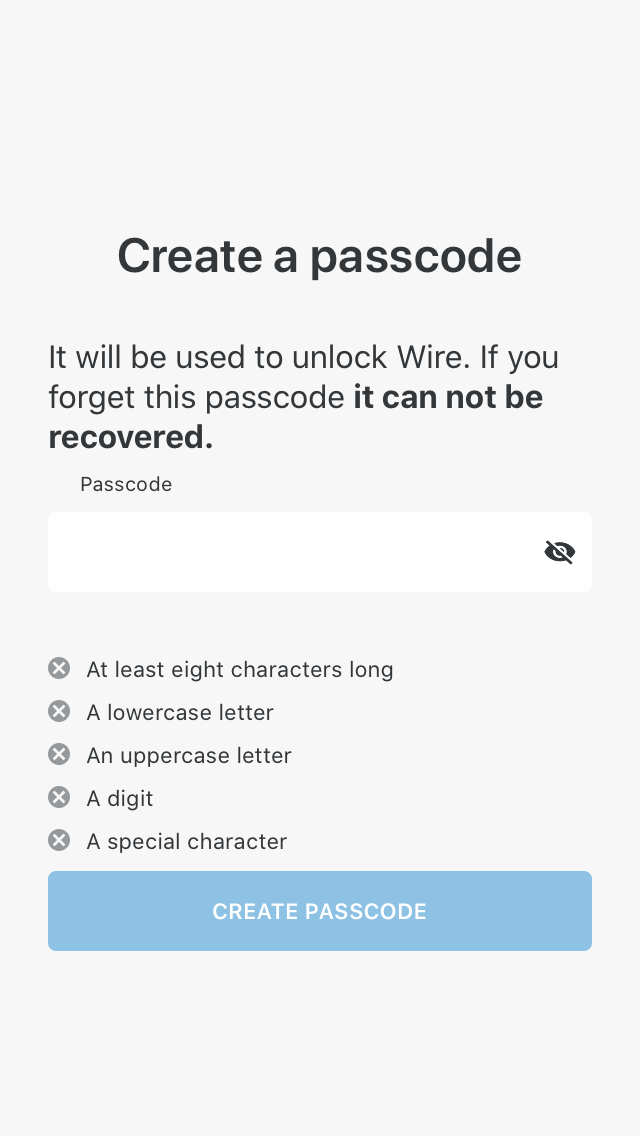 Create a passcode
It will be used to unlock Wire. If you
forget this passcode it can not be
recovered.
Passcode
At least eight characters long
A lowercase letter
An uppercase letter
A digit
A special character
CREATE PASSCODE